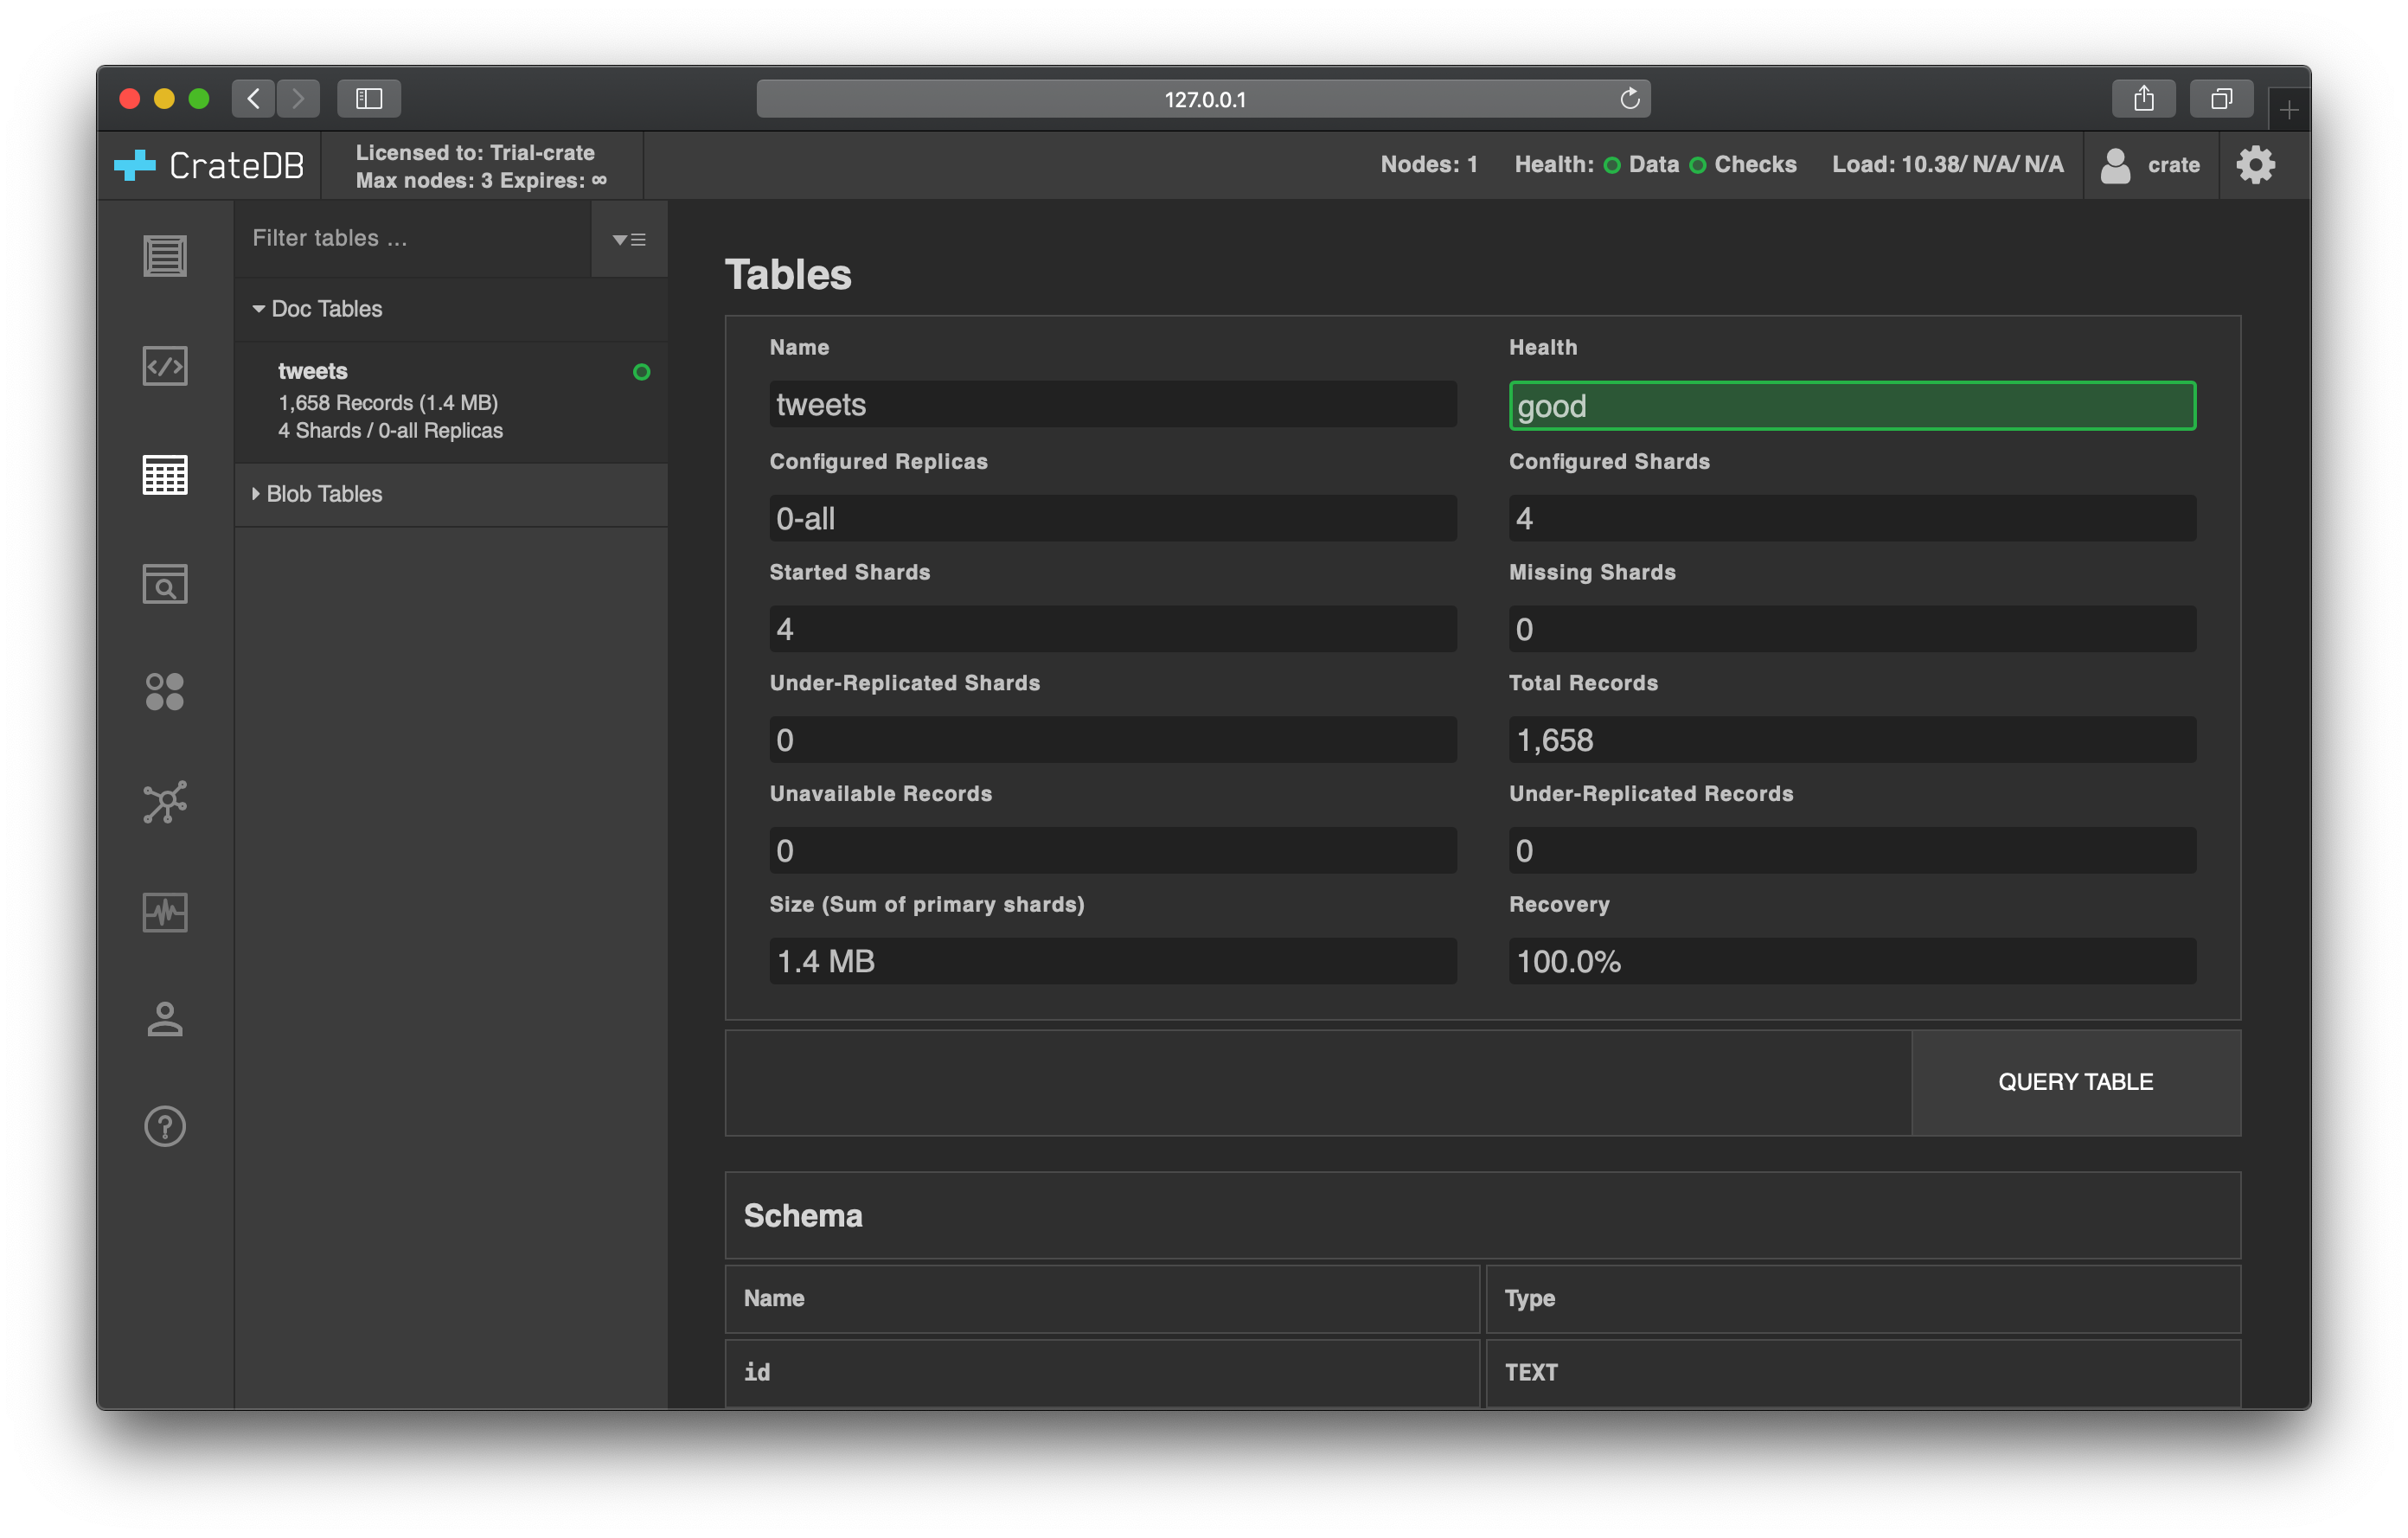 127.0.0.1
CrateDB
Licensed to: Trial-crate
Max nodes: 3 Expires: ∞
Nodes: 1
Health: Data Checks
Load: 10.38/ N/A/ N/A
crate
Filter tables ...
Doc Tables
tweets
1,658 Records (1.4 MB)
4 Shards / 0-all Replicas
Blob Tables
Tables
Name
Health
tweets
good
Configured Replicas
Configured Shards
0-all
4
Started Shards
Missing Shards
4
0
Under-Replicated Shards
Total Records
0
1,658
Unavailable Records
Under-Replicated Records
0
0
Size (Sum of primary shards)
Recovery
1.4 MB
100.0%
QUERY TABLE
Schema
Name
Type
id
TEXT